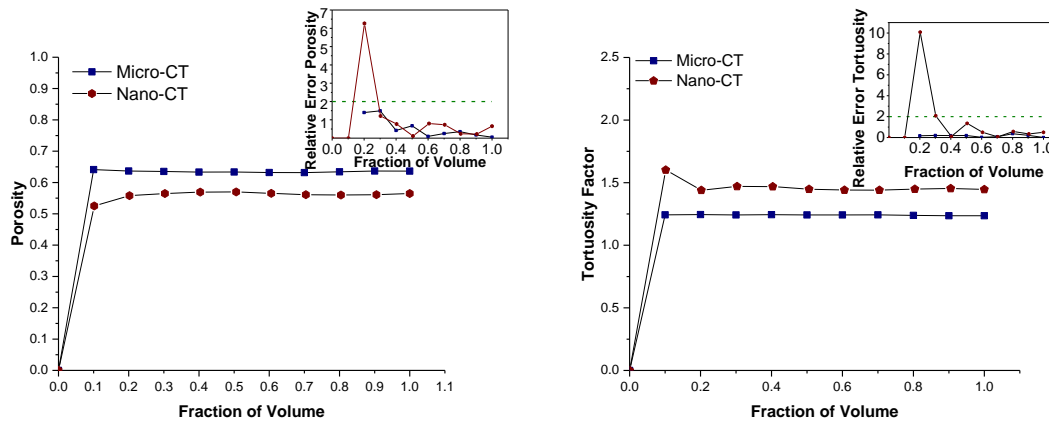 Relative Error Porosity
7
6
5
4
3
2
1
0.2 0.4 0.6 0.8 1.0
Fraction of Volume
Micro-CT
Nano-CT
Porosity
1.0
0.9
0.8
0.7
0.6
0.5
0.4
0.3
0.2
0.1
0.0
0.0 0.1 0.2 0.3 0.4 0.5 0.6 0.7 0.8 0.9 1.0 1.1
Fraction of Volume
Relative Error Tortuosity
10
8
6
4
2
0
0.2 0.4 0.6 0.8 1.0
Fraction of Volume
Micro-CT
Nano-CT
Tortuosity Factor
2.5
2.0
1.5
1.0
0.5
0.0
0.0 0.2 0.4 0.6 0.8 1.0
Fraction of Volume